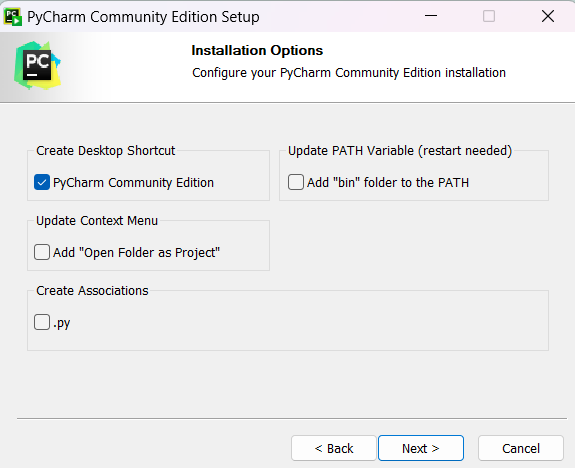 PyCharm Community Edition Setup
PC
Installation Options
Configure your PyCharm Community Edition installation
Create Desktop Shortcut
PyCharm Community Edition
Update PATH Variable (restart needed)
Add "bin" folder to the PATH
Update Context Menu
Add "Open Folder as Project"
Create Associations
.py
< Back
Next >
Cancel